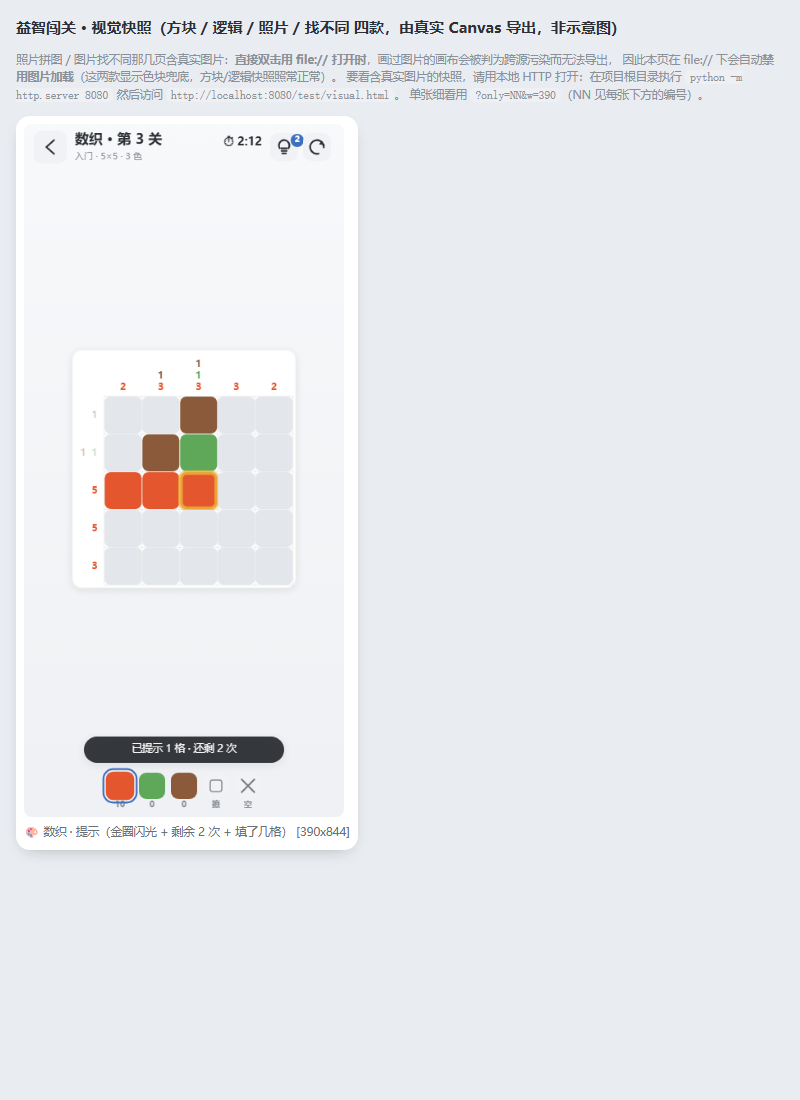 益智闯关 · 视觉快照（方块 / 逻辑 / 照片 / 找不同 四款，由真实 Canvas 导出，非示意图）
照片拼图 / 图片找不同那几页含真实图片：直接双击用 file:// 打开时，画过图片的画布会被判为跨源污染而无法导出， 因此本页在 file:// 下会自动禁
用图片加载（这两款显示色块兜底，方块/逻辑快照照常正常）。 要看含真实图片的快照，请用本地 HTTP 打开：在项目根目录执行 python -m
http.server 8080 然后访问 http://localhost:8080/test/visual.html 。 单张细看用 ?only=NN&w=390 （NN 见每张下方的编号）。
数织 · 第 3 关
入门 · 5×5 · 3 色
2:12
2
1
1 1
2 3 3 3 2
1
1 1
5
5
3
已提示 1 格 · 还剩 2 次
10 0 0 擦 空
数织 · 提示（金圈闪光 + 剩余 2 次 + 填了几格） [390x844]